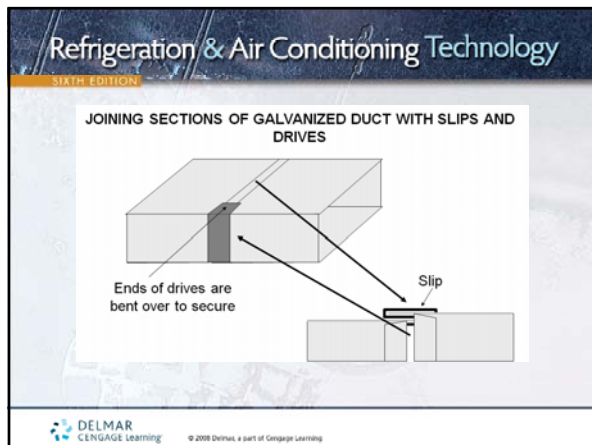 Refrigeration & Air Conditioning Technology
SIXTH EDITION
JOINING SECTIONS OF GALVANIZED DUCT WITH SLIPS AND
DRIVES
Ends of drives are
bent over to secure
Slip
DELMAR
CENGAGE Learning
© 2008 Delmar, a part of Cengage Learning